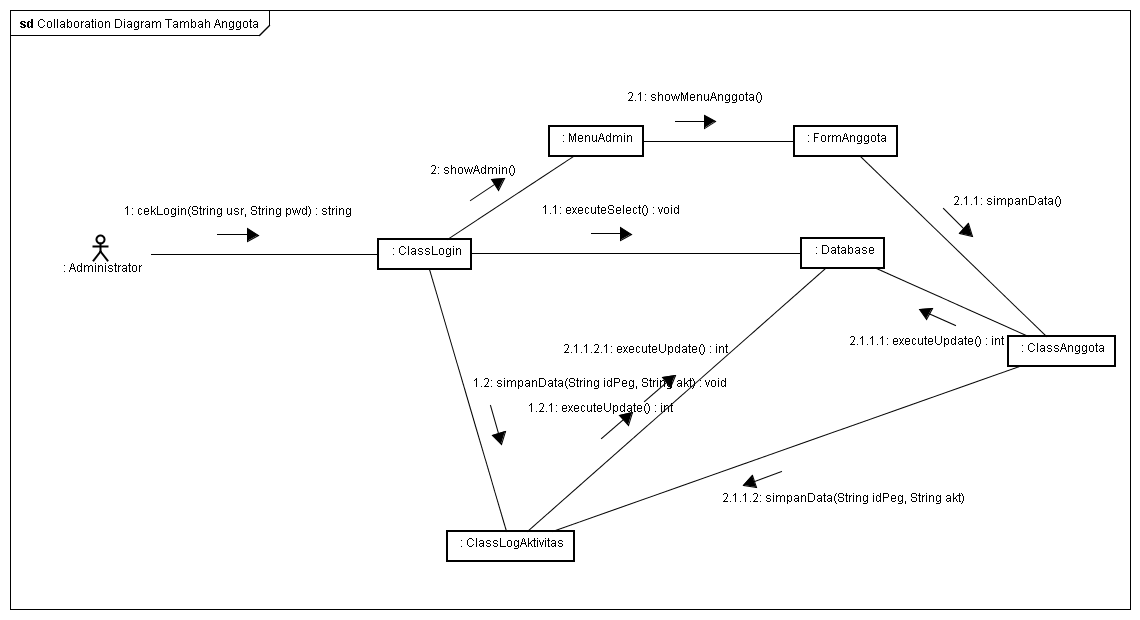 sd Collaboration Diagram Tambah Anggota
2.1: showMenuAnggota()
: MenuAdmin
: FormAnggota
2: showAdmin()
2.1.1: simpanData()
1: cekLogin(String usr, String pwd) : string
1.1: executeSelect() : void
: Administrator
: ClassLogin
: Database
2.1.1.1: executeUpdate() : int
: ClassAnggota
2.1.1.2.1: executeUpdate() : int
1.2: simpanData(String idPeg, String akt) : void
1.2.1: executeUpdate() : int
2.1.1.2: simpanData(String idPeg, String akt)
: ClassLogAktivitas